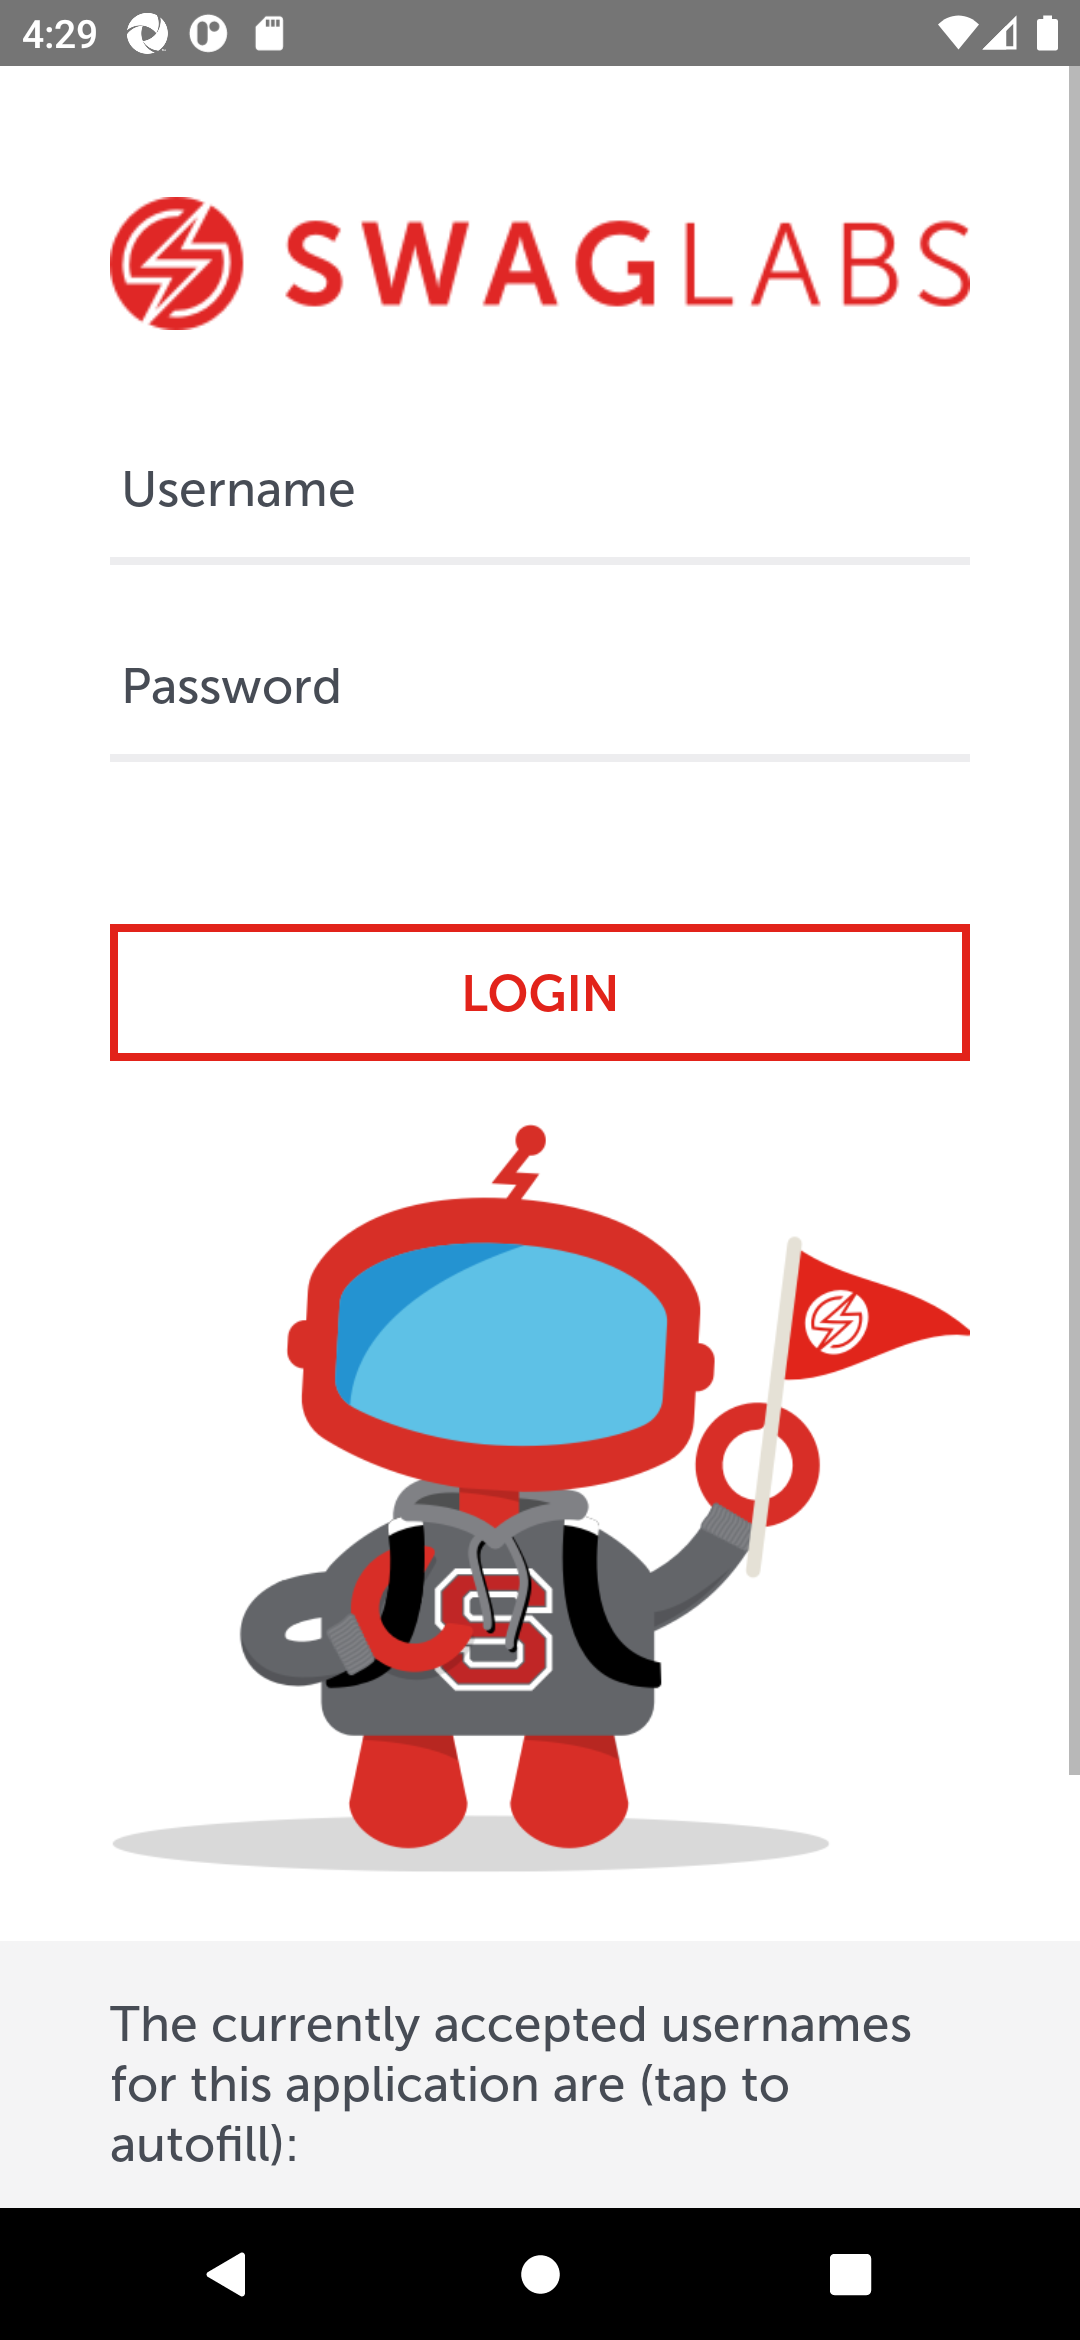 4:29
SWAGLABS
Username
Password
LOGIN
S
The currently accepted usernames
for this application are (tap to
autofill):